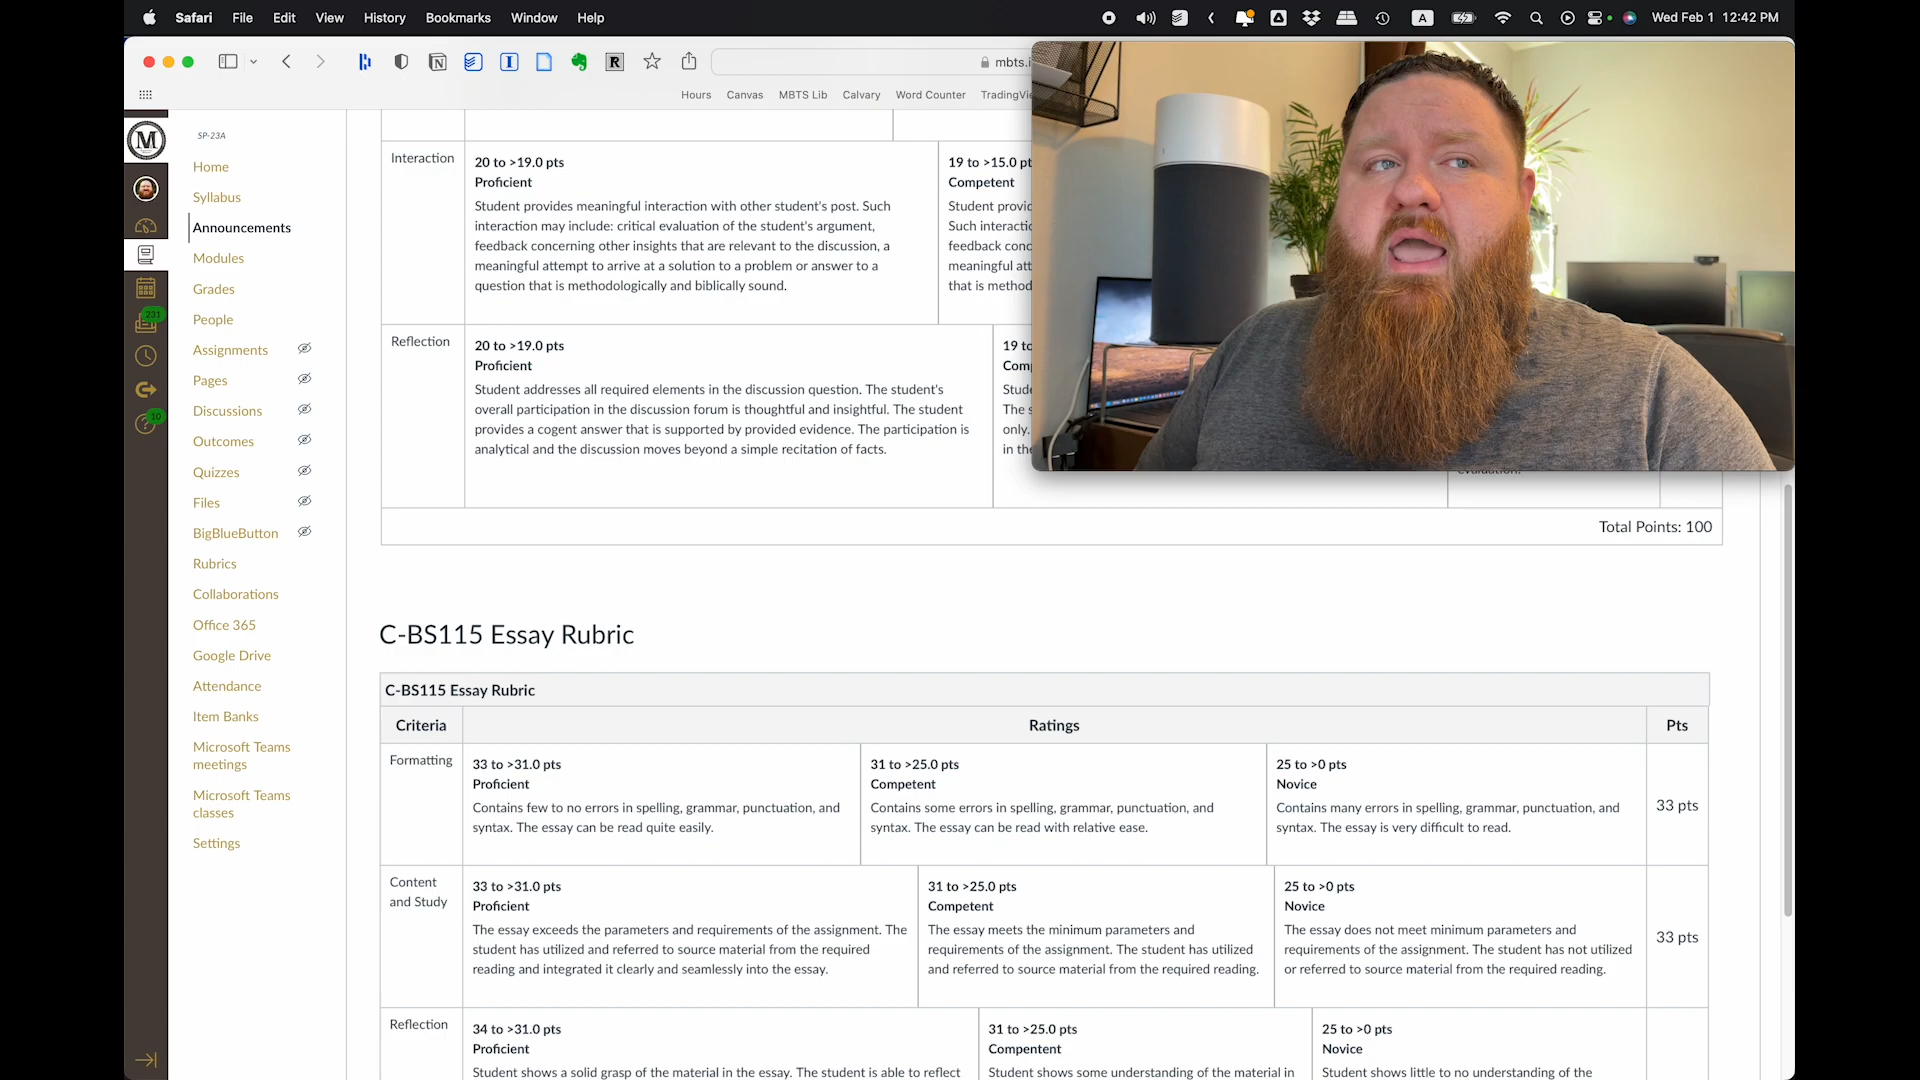 Safari File Edit View History Bookmarks Window Help
A
Wed Feb 1 12:42 PM
mbts.i
Hours Canvas MBTS Lib Calvary Word Counter TradingVie
M
231
10
SP-23A
Home
Syllabus
Announcements
Modules
Grades
People
Assignments
Pages
Discussions
Outcomes
Quizzes
Files
BigBlueButton
Rubrics
Collaborations
Office 365
Google Drive
Attendance
Item Banks
Microsoft Teams
meetings
Microsoft Teams
classes
Settings
Interaction
20 to >19.0 pts
Proficient
Student provides meaningful interaction with other student's post. Such
interaction may include: critical evaluation of the student's argument,
feedback concerning other insights that are relevant to the discussion, a
meaningful attempt to arrive at a solution to a problem or answer to a
question that is methodologically and biblically sound.
19 to >15.0 pt
Competent
Student provid
Such interactio
feedback conc
meaningful att
that is method
Reflection
20 to >19.0 pts
Proficient
Student addresses all required elements in the discussion question. The student's
overall participation in the discussion forum is thoughtful and insightful. The student
provides a cogent answer that is supported by provided evidence. The participation is
analytical and the discussion moves beyond a simple recitation of facts.
19 to
Com
Stude
The s
only.
in the
evaluation.
Total Points: 100
C-BS115 Essay Rubric
C-BS115 Essay Rubric
Criteria Ratings Pts
Formatting
33 to >31.0 pts
Proficient
Contains few to no errors in spelling, grammar, punctuation, and
syntax. The essay can be read quite easily.
31 to >25.0 pts
Competent
Contains some errors in spelling, grammar, punctuation, and
syntax. The essay can be read with relative ease.
25 to >0 pts
Novice
Contains many errors in spelling, grammar, punctuation, and
syntax. The essay is very difficult to read.
33 pts
Content
and Study
33 to >31.0 pts
Proficient
The essay exceeds the parameters and requirements of the assignment. The
student has utilized and referred to source material from the required
reading and integrated it clearly and seamlessly into the essay.
31 to >25.0 pts
Competent
The essay meets the minimum parameters and
requirements of the assignment. The student has utilized
and referred to source material from the required reading.
25 to >0 pts
Novice
The essay does not meet minimum parameters and
requirements of the assignment. The student has not utilized
or referred to source material from the required reading.
33 pts
Reflection
34 to >31.0 pts
Proficient
Student shows a solid grasp of the material in the essay. The student is able to reflect
31 to >25.0 pts
Compentent
Student shows some understanding of the material in
25 to >0 pts
Novice
Student shows little to no understanding of the